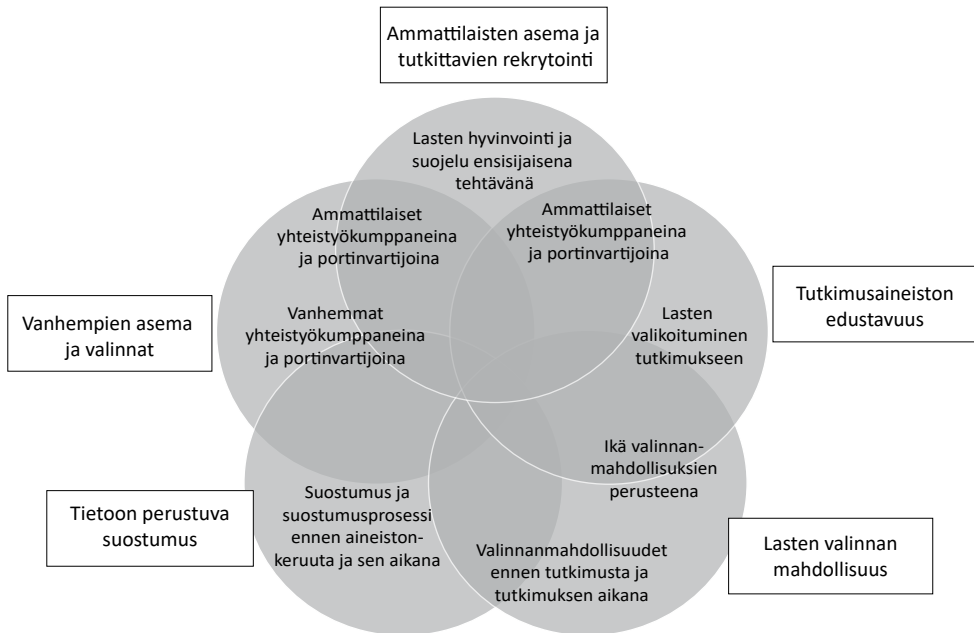 Ammattilaisten asema ja
tutkittavien rekrytointi
Lasten hyvinvointi ja
suojelu ensisijaisena
tehtävänä
Ammattilaiset
yhteistyökumppaneina
ja portinvartijoina
Ammattilaiset
yhteistyökumppaneina
ja portinvartijoina
Vanhempien asema
ja valinnat
Vanhemmat
yhteistyökumppaneina
ja portinvartijoina
Lasten
valikoituminen
tutkimukseen
Tutkimusaineiston
edustavuus
Ikä valinnan-
mahdollisuksien
perusteena
Tietoon perustuva
suostumus
Suostumus ja
suostumusprosessi
ennen aineiston-
keruuta ja sen aikana
Valinnanmahdollisuudet
ennen tutkimusta ja
tutkimuksen aikana
Lasten valinnan
mahdollisuus